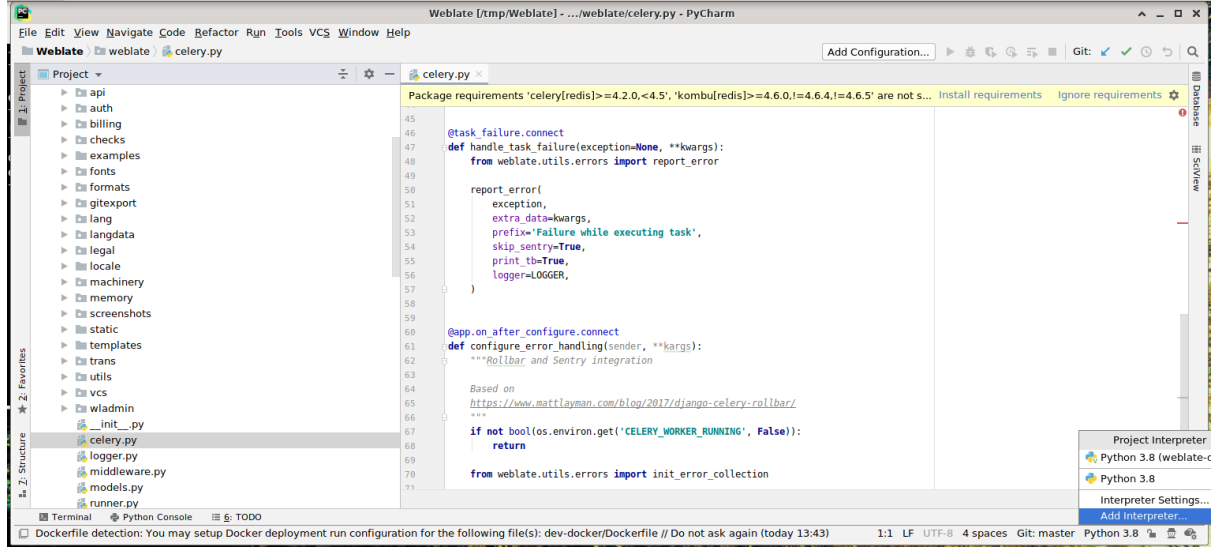 Weblate [/tmp/Weblate] - .../weblate/celery.py - PyCharm
File Edit View Navigate Code Refactor Run Tools VCS Window Help
Weblate weblate celery.py Add Configuration... Git:
1: Project
Project
celery.py
api
auth
billing
checks
examples
fonts
formats
gitexport
lang
langdata
legal
locale
machinery
memory
screenshots
static
templates
trans
utils
vcs
wladmin
__init__.py
celery.py
logger.py
middleware.py
models.py
runner.py
2: Favorites
7: Structure
Package requirements 'celery[redis]>=4.2.0,<4.5', 'kombu[redis]>=4.6.0,!=4.6.4,!=4.6.5' are not s... Install requirements Ignore requirements
45
46 @task_failure.connect
47 def handle_task_failure(exception=None, **kwargs):
48 from weblate.utils.errors import report_error
49
50 report_error(
51 exception,
52 extra_data=kwargs,
53 prefix='Failure while executing task',
54 skip_sentry=True,
55 print_tb=True,
56 logger=LOGGER,
57 )
58
59
60 @app.on_after_configure.connect
61 def configure_error_handling(sender, **kargs):
62 """Rollbar and Sentry integration
63
64 Based on
65 https://www.mattlayman.com/blog/2017/django-celery-rollbar/
66 """
67 if not bool(os.environ.get('CELERY_WORKER_RUNNING', False)):
68 return
69
70 from weblate.utils.errors import init_error_collection
71
Database
SciView
Project Interpreter
Python 3.8 (weblate-d
Python 3.8
Interpreter Settings...
Add Interpreter...
Terminal Python Console 6: TODO
Dockerfile detection: You may setup Docker deployment run configuration for the following file(s): dev-docker/Dockerfile // Do not ask again (today 13:43) 1:1 LF UTF-8 4 spaces Git: master Python 3.8